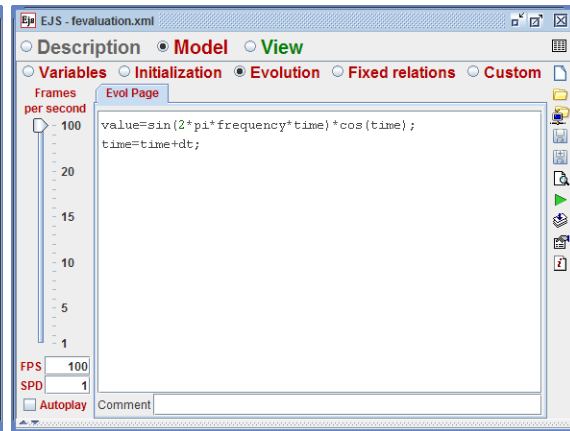 Ejs EJS - fevaluation.xml
Description Model View
Variables Initialization Evolution Fixed relations Custom
Frames
per second
Evol Page
100
20
15
10
5
1
value=sin(2*pi*frequency*time)*cos(time);
time=time+dt;
FPS 100
SPD 1
Autoplay
Comment